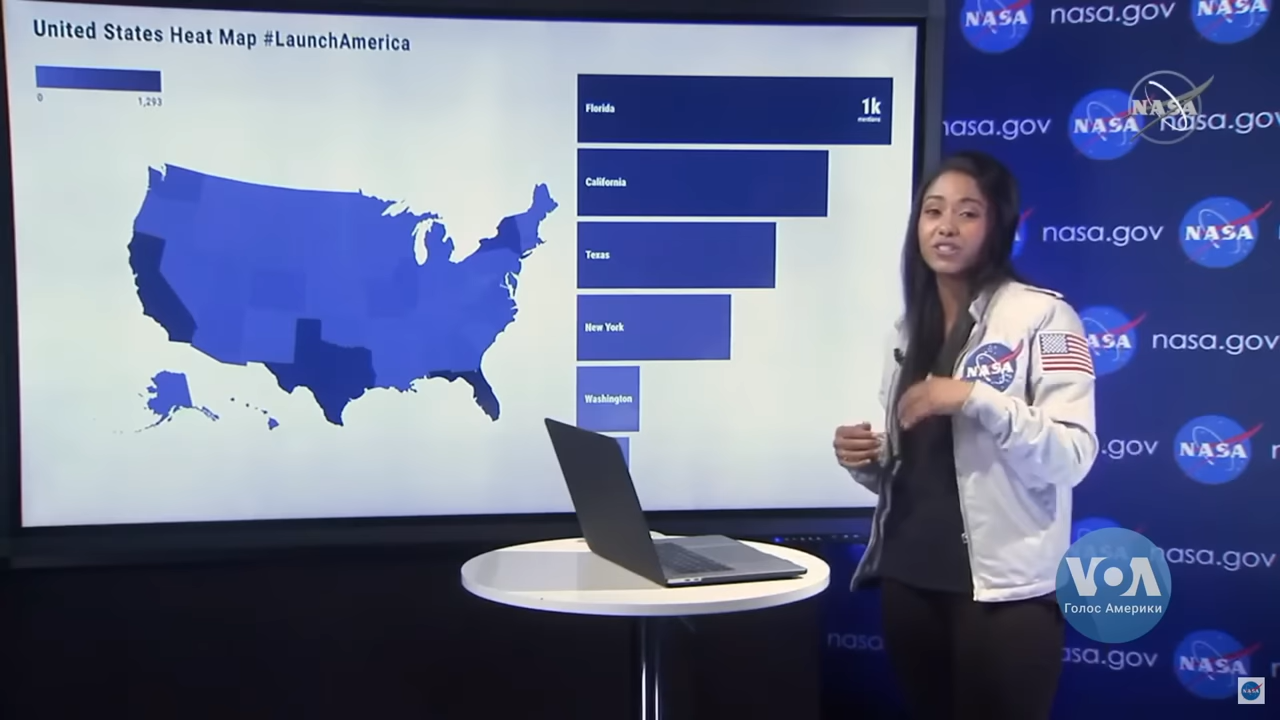 United States Heat Map #LaunchAmerica
0 1,293
Florida
1k
mentions
California
Texas
New York
Washington
NASA nasa.gov NASA
nasa.gov NASA nasa.gov
NASA
nasa.gov NASA
NASA nasa.gov
NASA
.gov NASA
nasa.gov
VOA
Голос Америки
nasa
asa.gov NASA
NASA